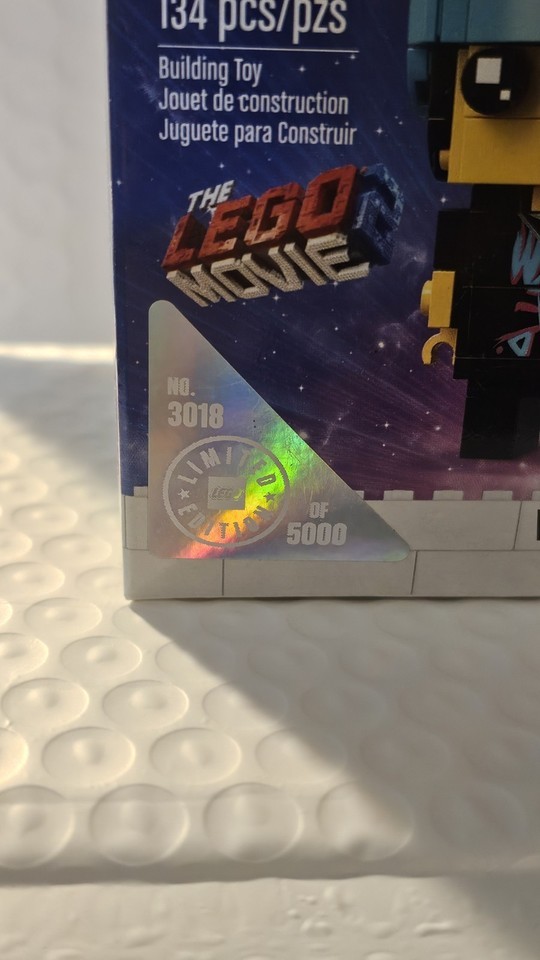 134 pcs/pzs
Building Toy
Jouet de construction
Juguete para Construir
THE
LEGO 2
MOVIE
NO.
3018
LIMITED
LEGO
EDITION
OF
5000